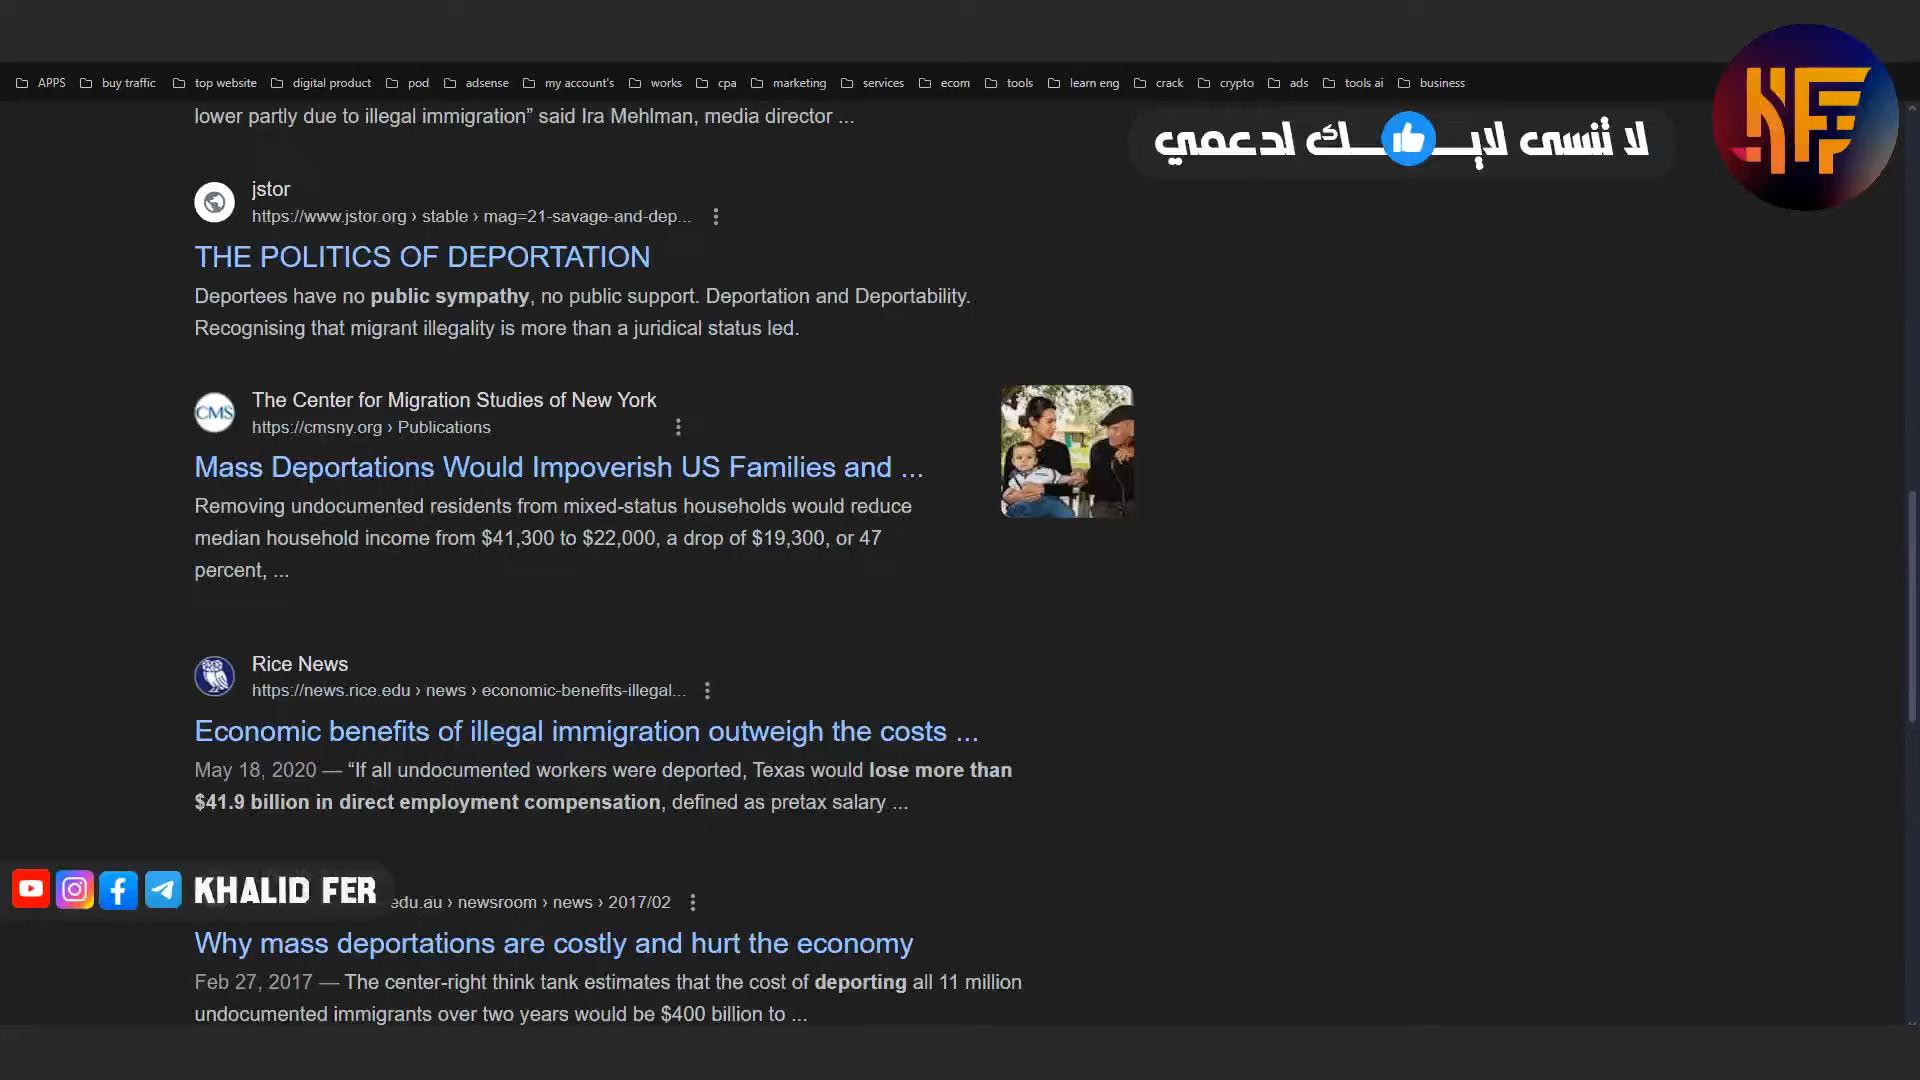 APPS buy traffic top website digital product pod adsense my account's works cpa marketing services ecom tools learn eng crack crypto ads tools ai business
lower partly due to illegal immigration” said Ira Mehlman, media director ...
لا تنسى لايـــك لدعمي
KF
jstor
https://www.jstor.org › stable › mag=21-savage-and-dep...
THE POLITICS OF DEPORTATION
Deportees have no public sympathy, no public support. Deportation and Deportability.
Recognising that migrant illegality is more than a juridical status led.
CMS
The Center for Migration Studies of New York
https://cmsny.org › Publications
Mass Deportations Would Impoverish US Families and ...
Removing undocumented residents from mixed-status households would reduce
median household income from $41,300 to $22,000, a drop of $19,300, or 47
percent, ...
Rice News
https://news.rice.edu › news › economic-benefits-illegal...
Economic benefits of illegal immigration outweigh the costs ...
May 18, 2020 — “If all undocumented workers were deported, Texas would lose more than
$41.9 billion in direct employment compensation, defined as pretax salary ...
KHALID FER
edu.au › newsroom › news › 2017/02
Why mass deportations are costly and hurt the economy
Feb 27, 2017 — The center-right think tank estimates that the cost of deporting all 11 million
undocumented immigrants over two years would be $400 billion to ...